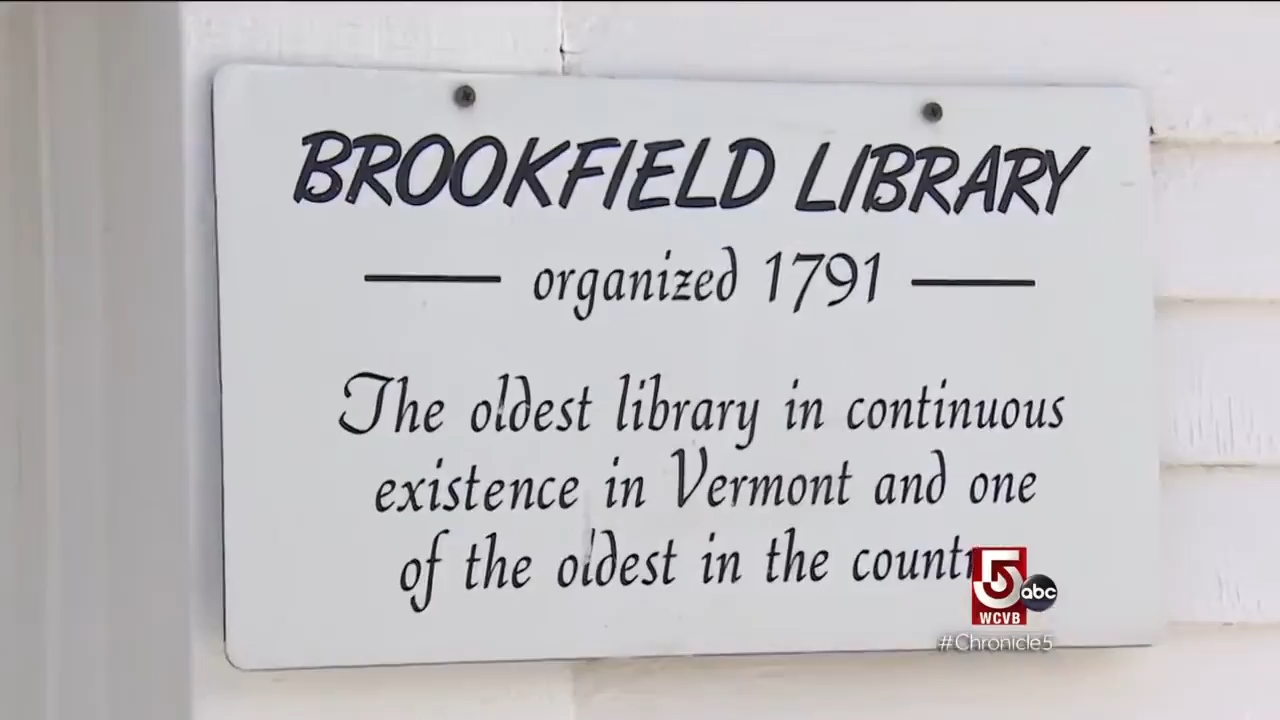 BROOKFIELD LIBRARY
organized 1791
The oldest library in continuous
existence in Vermont and one
of the oldest in the
5
abc
WCVB
#Chronicle5